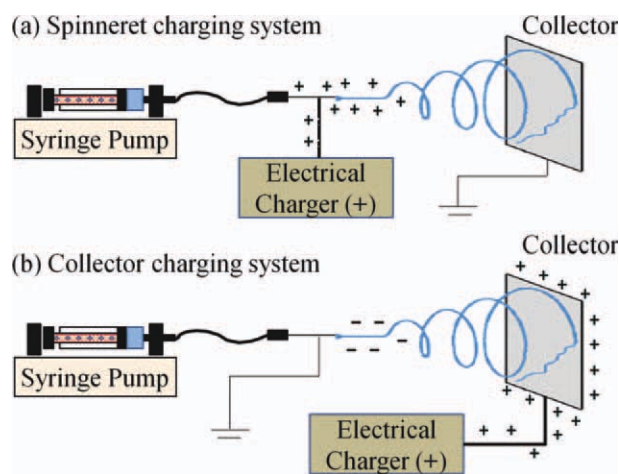 (a) Spinneret charging system
Collector
Syringe Pump
Electrical
Charger (+)
Collector
(b) Collector charging system
Syringe Pump
Electrical
Charger (+)